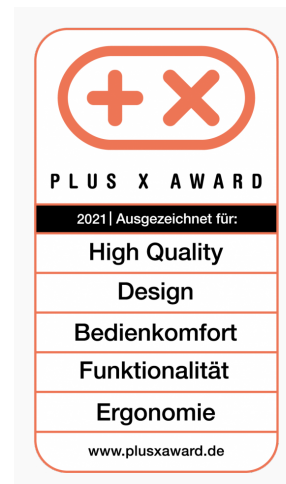 PLUS X AWARD
2021| Ausgezeichnet für:
High Quality
Design
Bedienkomfort
Funktionalität
Ergonomie
www.plusxaward.de